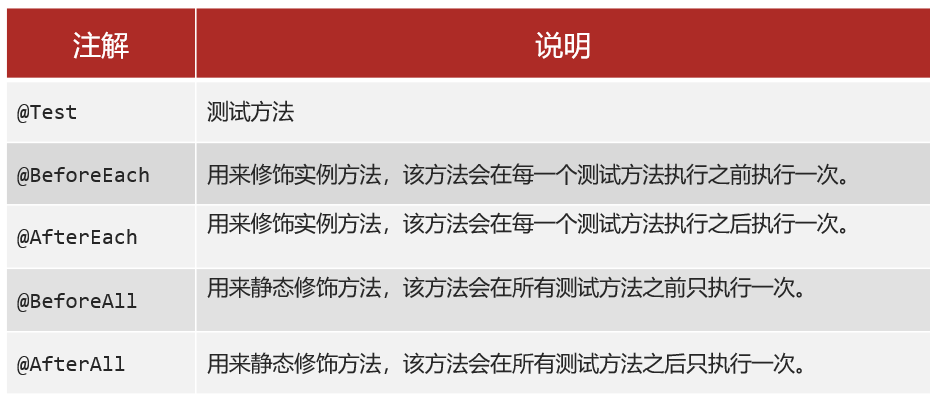 注解 说明
@Test 测试方法
@BeforeEach 用来修饰实例方法，该方法会在每一个测试方法执行之前执行一次。
@AfterEach 用来修饰实例方法，该方法会在每一个测试方法执行之后执行一次。
@BeforeAll 用来静态修饰方法，该方法会在所有测试方法之前只执行一次。
@AfterAll 用来静态修饰方法，该方法会在所有测试方法之后只执行一次。